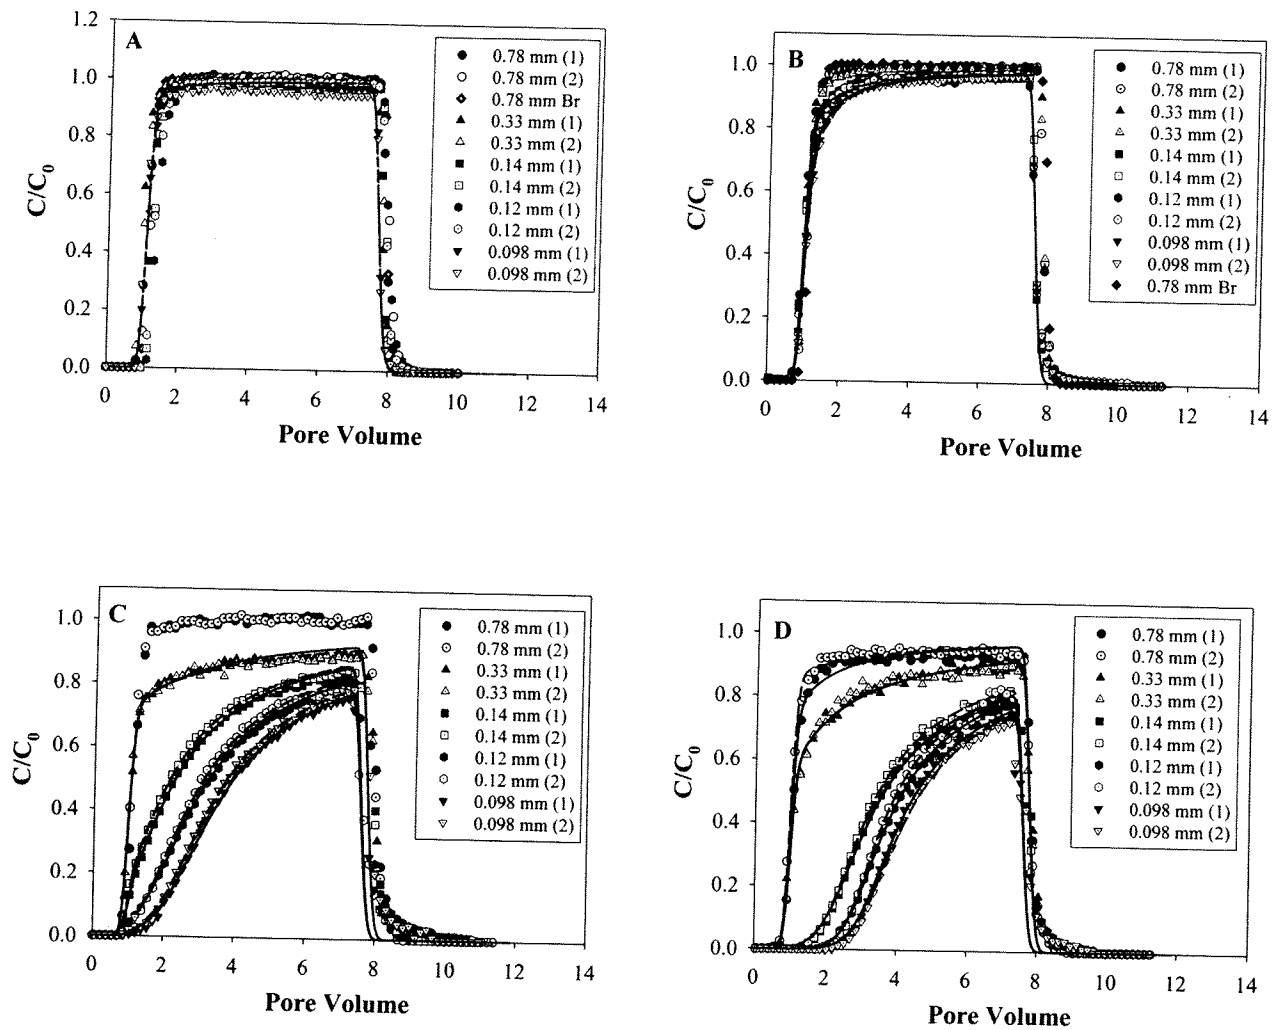 A
C/C0
1.2
1.0
0.8
0.6
0.4
0.2
0.0
0.78 mm (1)
0.78 mm (2)
0.78 mm Br
0.33 mm (1)
0.33 mm (2)
0.14 mm (1)
0.14 mm (2)
0.12 mm (1)
0.12 mm (2)
0.098 mm (1)
0.098 mm (2)
0 2 4 6 8 10 12 14
Pore Volume
B
C/C0
1.0
0.8
0.6
0.4
0.2
0.0
0.78 mm (1)
0.78 mm (2)
0.33 mm (1)
0.33 mm (2)
0.14 mm (1)
0.14 mm (2)
0.12 mm (1)
0.12 mm (2)
0.098 mm (1)
0.098 mm (2)
0.78 mm Br
0 2 4 6 8 10 12 14
Pore Volume
C
C/C0
1.0
0.8
0.6
0.4
0.2
0.0
0.78 mm (1)
0.78 mm (2)
0.33 mm (1)
0.33 mm (2)
0.14 mm (1)
0.14 mm (2)
0.12 mm (1)
0.12 mm (2)
0.098 mm (1)
0.098 mm (2)
0 2 4 6 8 10 12 14
Pore Volume
D
C/C0
1.0
0.8
0.6
0.4
0.2
0.0
0.78 mm (1)
0.78 mm (2)
0.33 mm (1)
0.33 mm (2)
0.14 mm (1)
0.14 mm (2)
0.12 mm (1)
0.12 mm (2)
0.098 mm (1)
0.098 mm (2)
0 2 4 6 8 10 12 14
Pore Volume